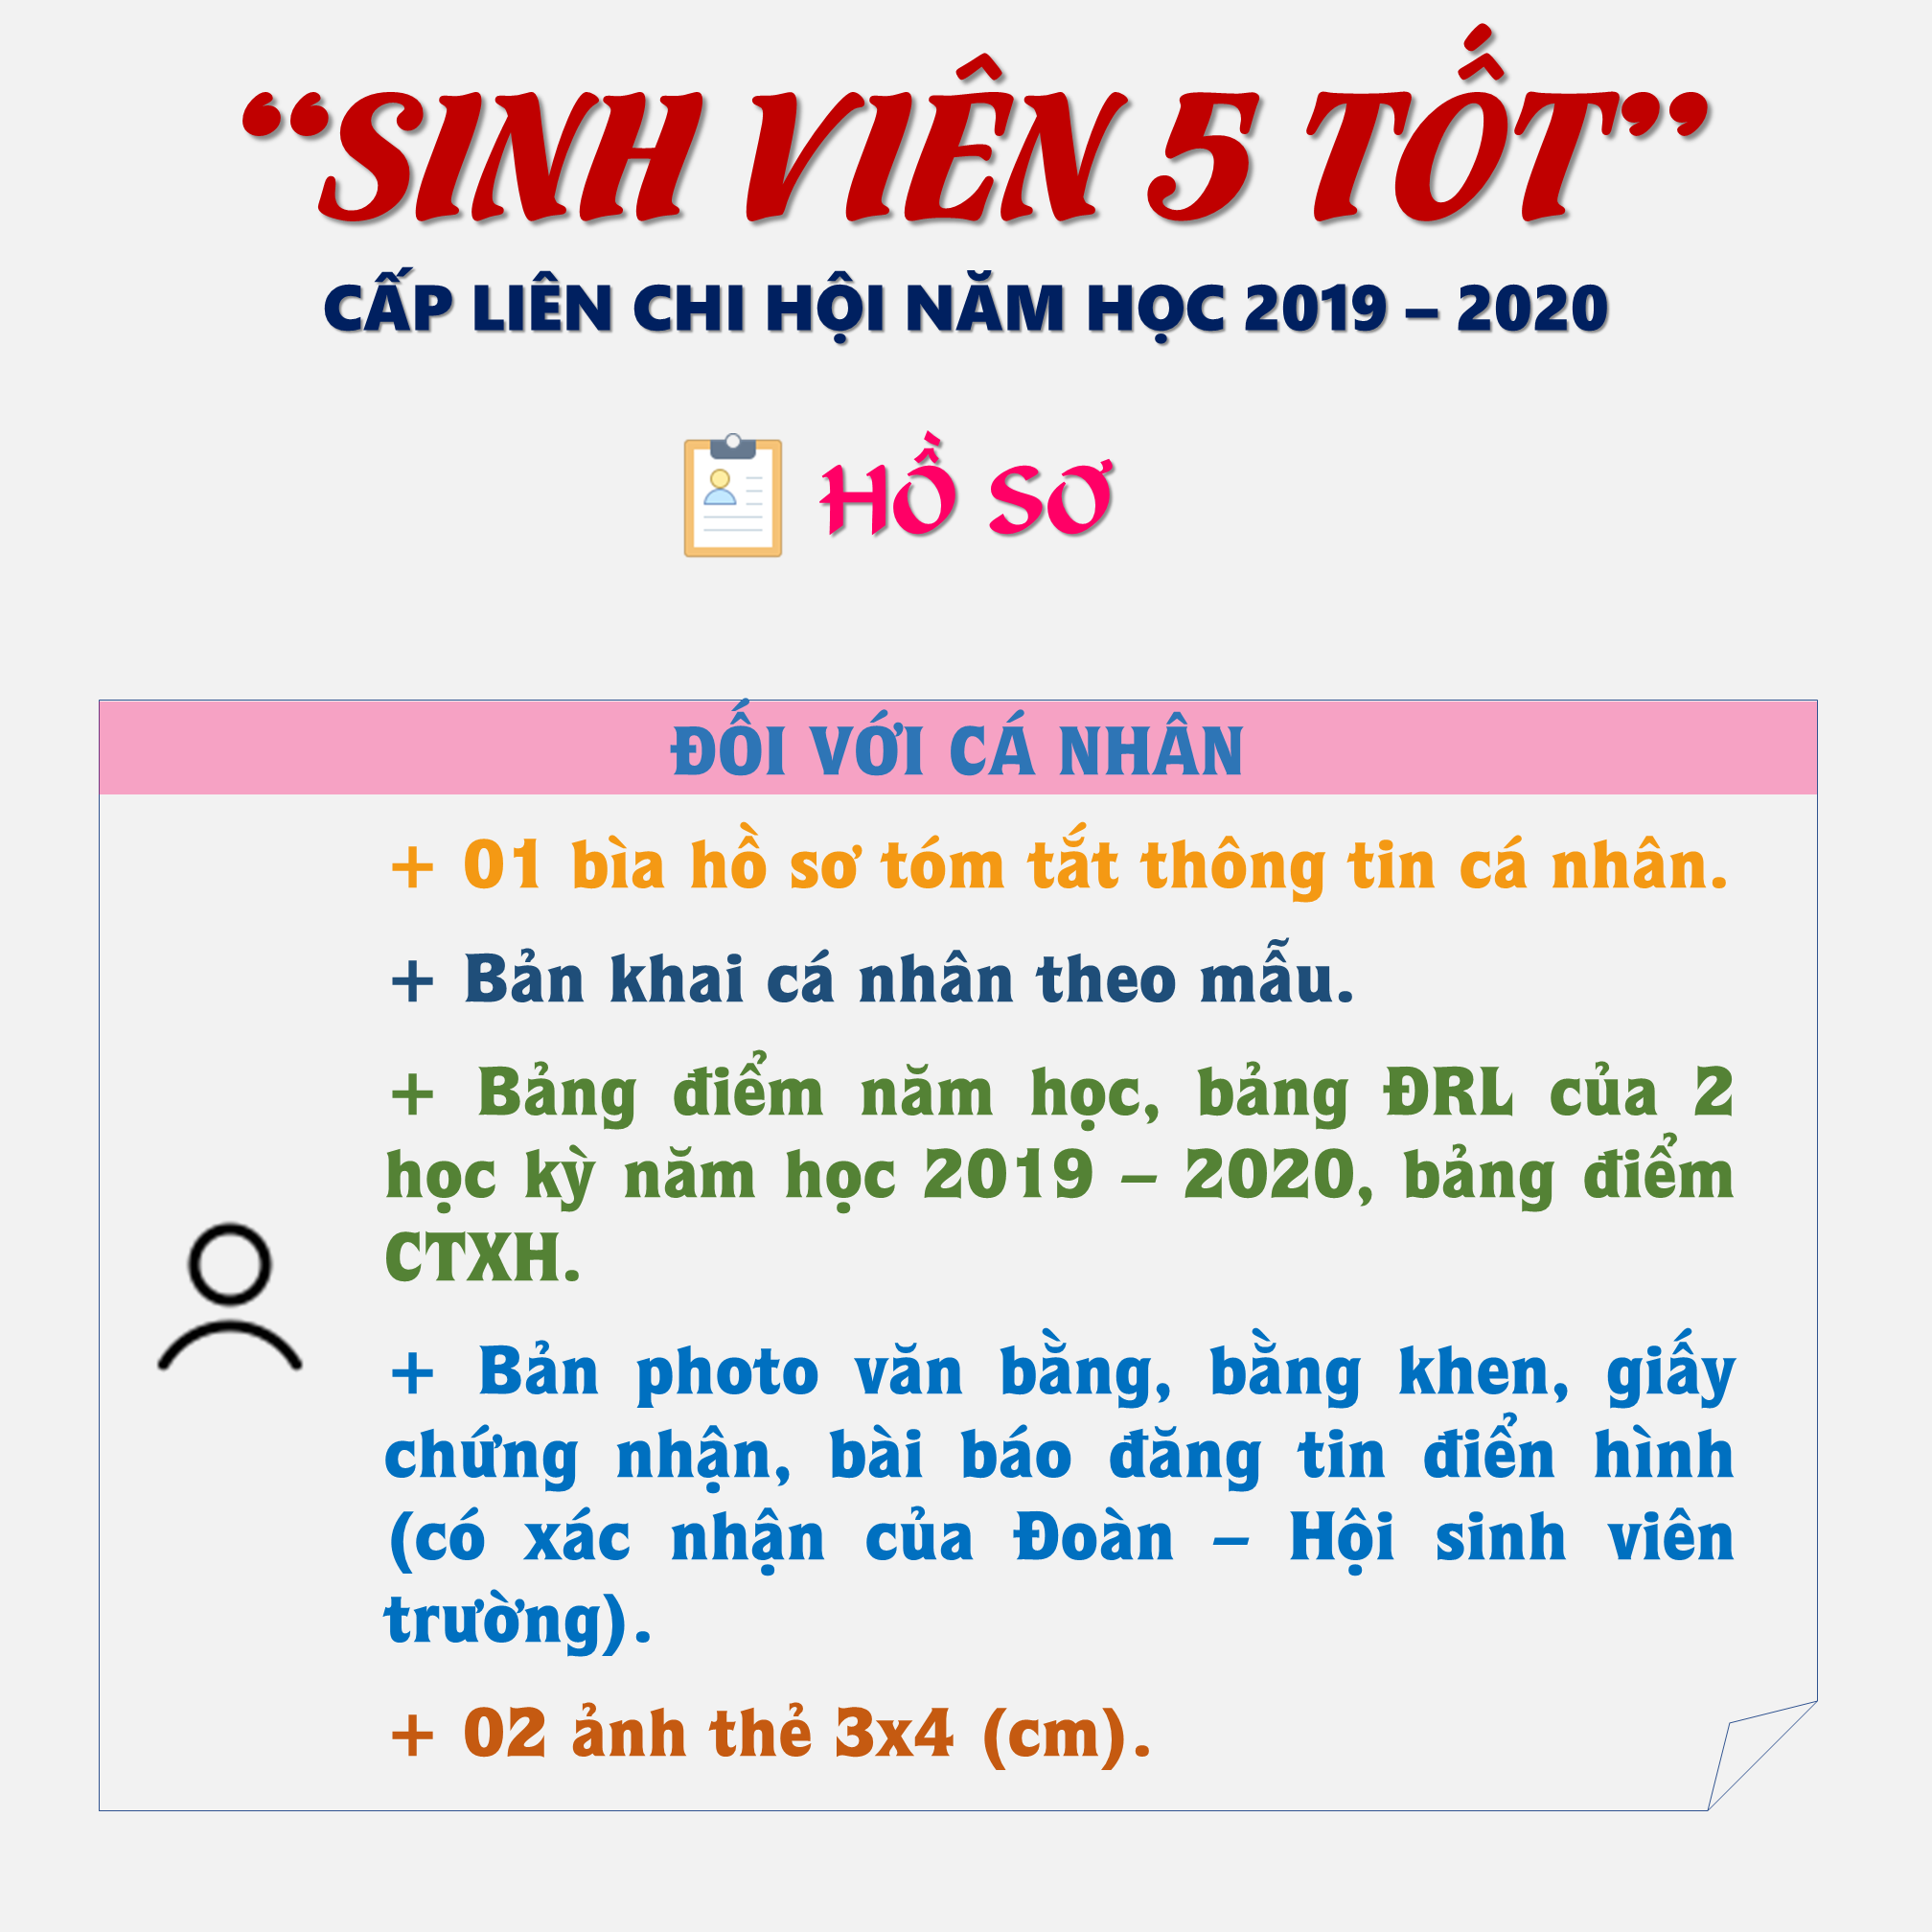 “SINH VIÊN 5 TỐT”
CẤP LIÊN CHI HỘI NĂM HỌC 2019 – 2020
HỒ SƠ
ĐỐI VỚI CÁ NHÂN
+ 01 bìa hồ sơ tóm tắt thông tin cá nhân.
+ Bản khai cá nhân theo mẫu.
+ Bảng điểm năm học, bảng ĐRL của 2
học kỳ năm học 2019 – 2020, bảng điểm
CTXH.
+ Bản photo văn bằng, bằng khen, giấy
chứng nhận, bài báo đăng tin điển hình
(có xác nhận của Đoàn – Hội sinh viên
trường).
+ 02 ảnh thẻ 3x4 (cm).